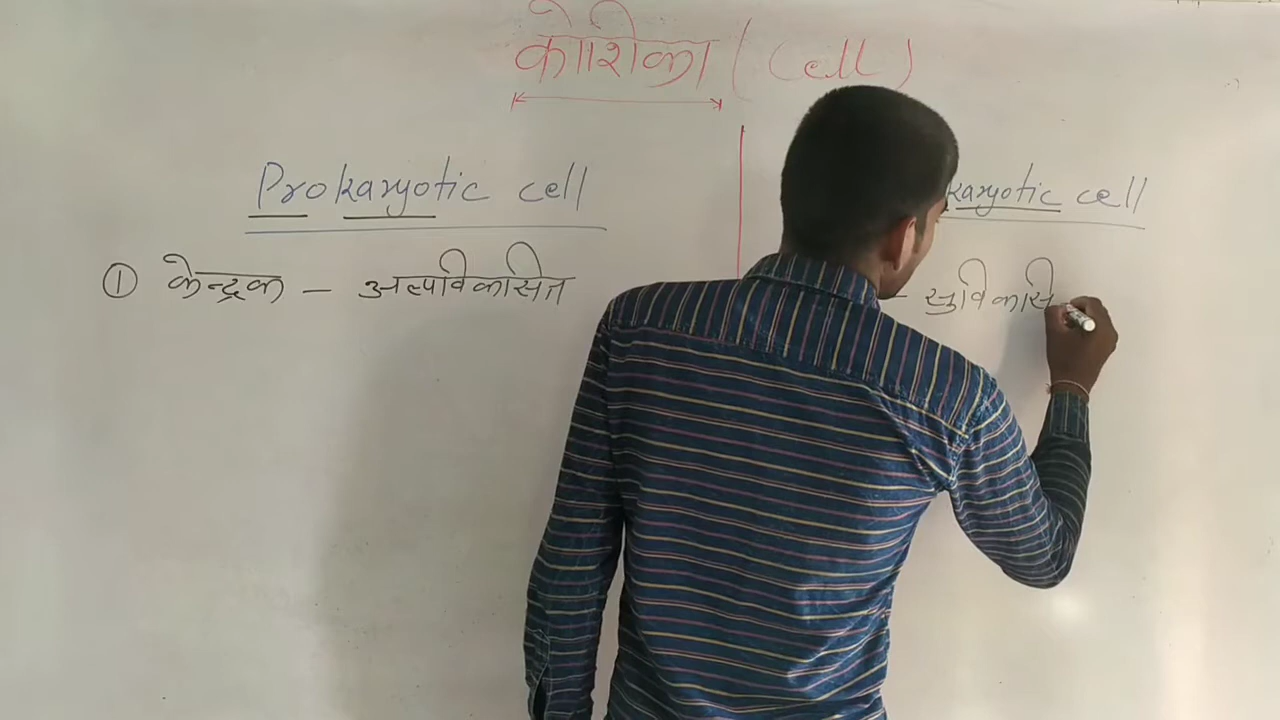 कोशिका (Cell)
Prokaryotic cell
karyotic cell
① केन्द्रक – अल्पविकसित
– सुविकसि